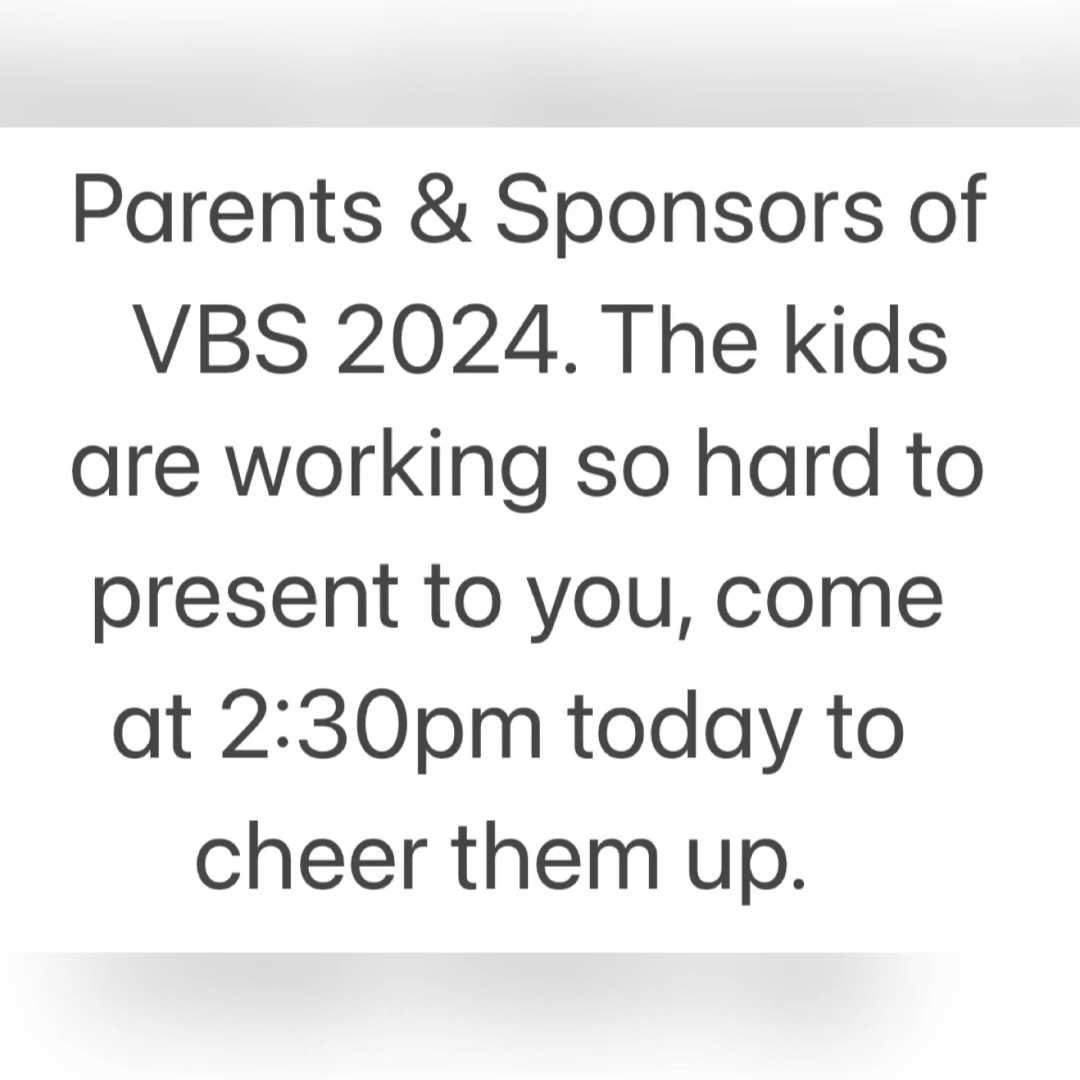 Parents & Sponsors of
VBS 2024. The kids
are working so hard to
present to you, come
at 2:30pm today to
cheer them up.